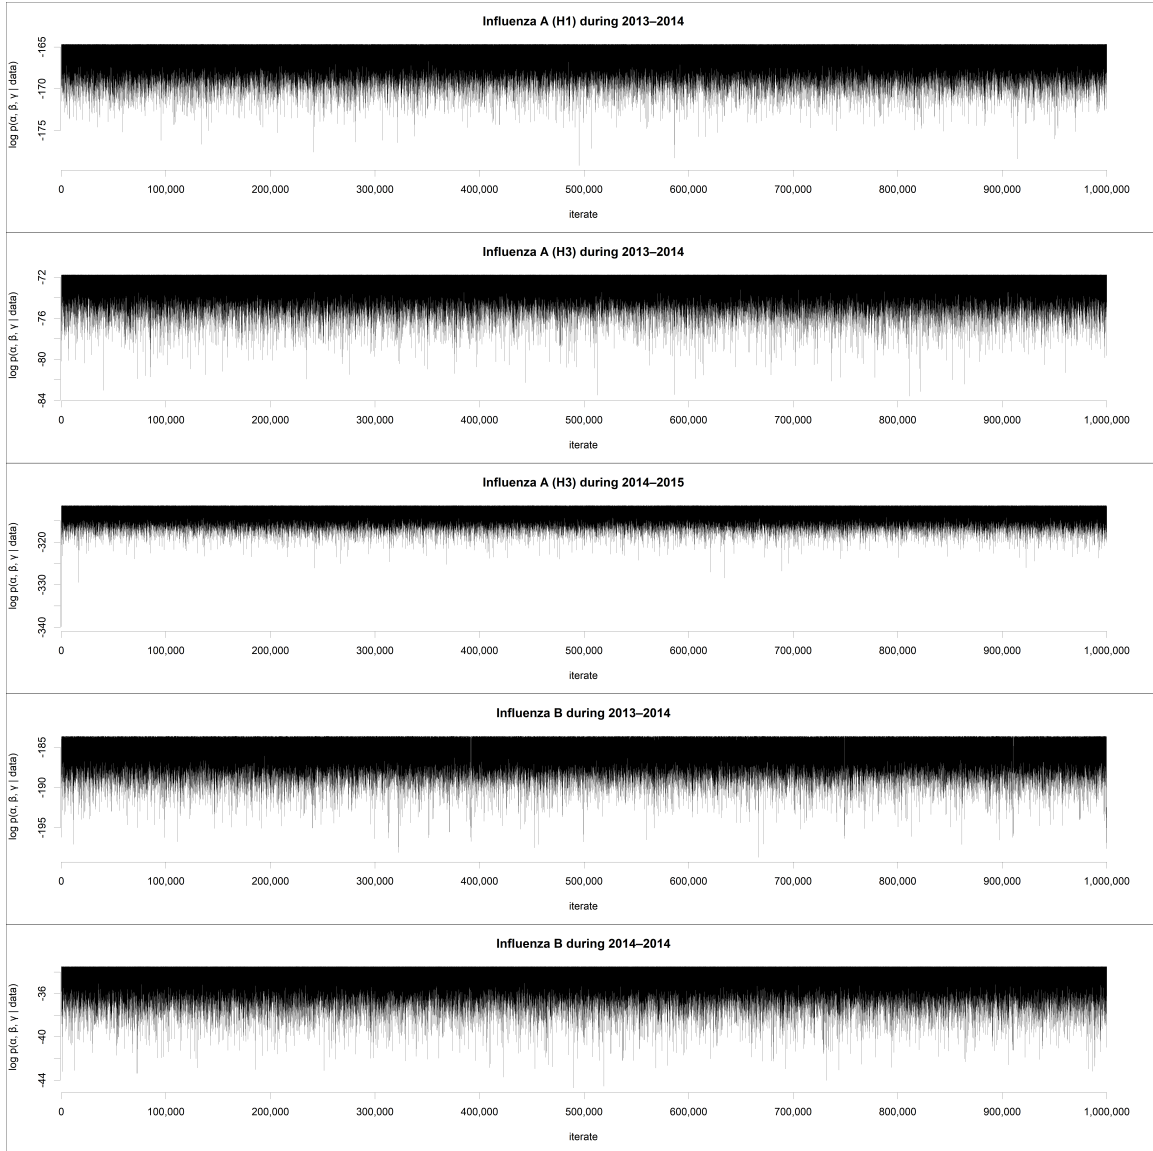 Influenza A (H1) during 2013–2014
log p(α, β, γ | data)
-165
-170
-175
0 100,000 200,000 300,000 400,000 500,000 600,000 700,000 800,000 900,000 1,000,000
iterate
Influenza A (H3) during 2013–2014
log p(α, β, γ | data)
-72
-76
-80
-84
0 100,000 200,000 300,000 400,000 500,000 600,000 700,000 800,000 900,000 1,000,000
iterate
Influenza A (H3) during 2014–2015
log p(α, β, γ | data)
-320
-330
-340
0 100,000 200,000 300,000 400,000 500,000 600,000 700,000 800,000 900,000 1,000,000
iterate
Influenza B during 2013–2014
log p(α, β, γ | data)
-185
-190
-195
0 100,000 200,000 300,000 400,000 500,000 600,000 700,000 800,000 900,000 1,000,000
iterate
Influenza B during 2014–2014
log p(α, β, γ | data)
-36
-40
-44
0 100,000 200,000 300,000 400,000 500,000 600,000 700,000 800,000 900,000 1,000,000
iterate